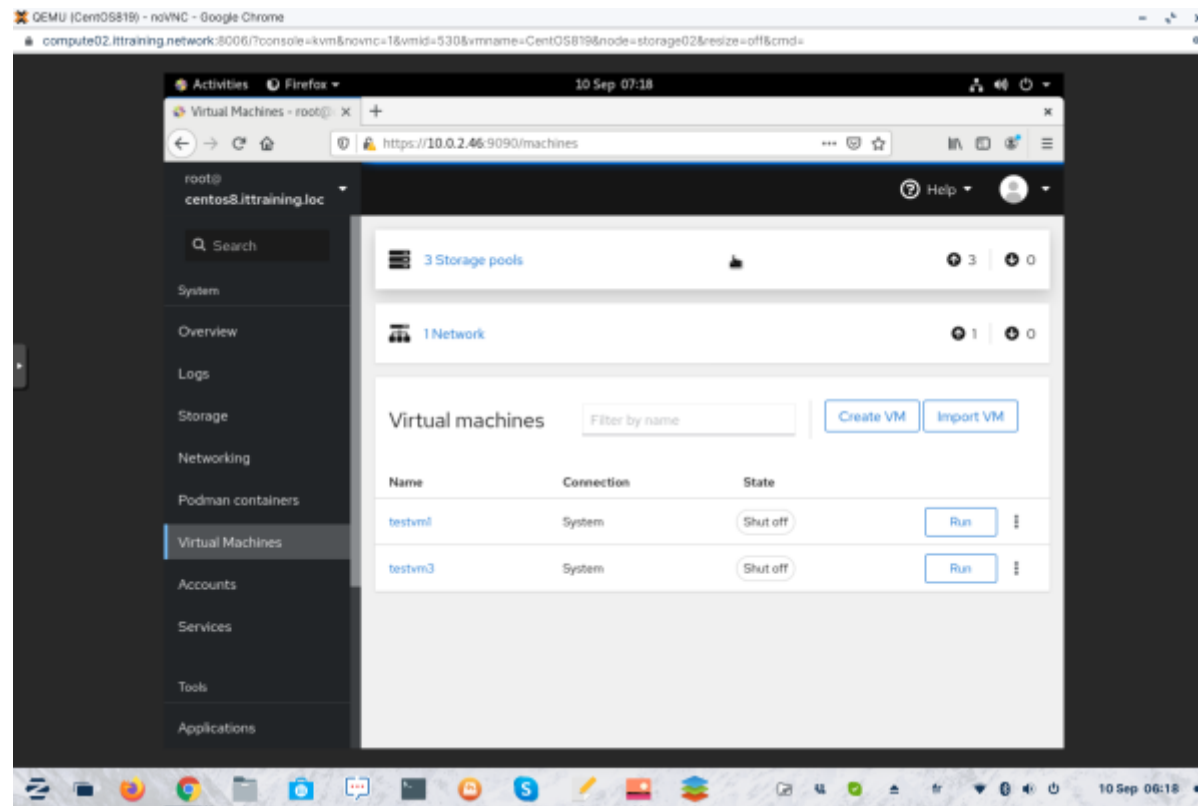 QEMU (CentOS819) - noVNC - Google Chrome
compute02.ittraining.network:8006/?console=kvm&novnc=1&vmid=530&vmname=CentOS819&node=storage02&resize=off&cmd=
Activities Firefox 10 Sep 07:18
Virtual Machines - root@
https://10.0.2.46:9090/machines
root@
centos8.ittraining.loc
Help
Search
3 Storage pools 3 0
System
Overview
1 Network 1 0
Logs
Storage
Virtual machines Filter by name Create VM Import VM
Networking
Name Connection State
Podman containers
testvm1 System Shut off Run
Virtual Machines
testvm3 System Shut off Run
Accounts
Services
Tools
Applications
fr 10 Sep 06:18